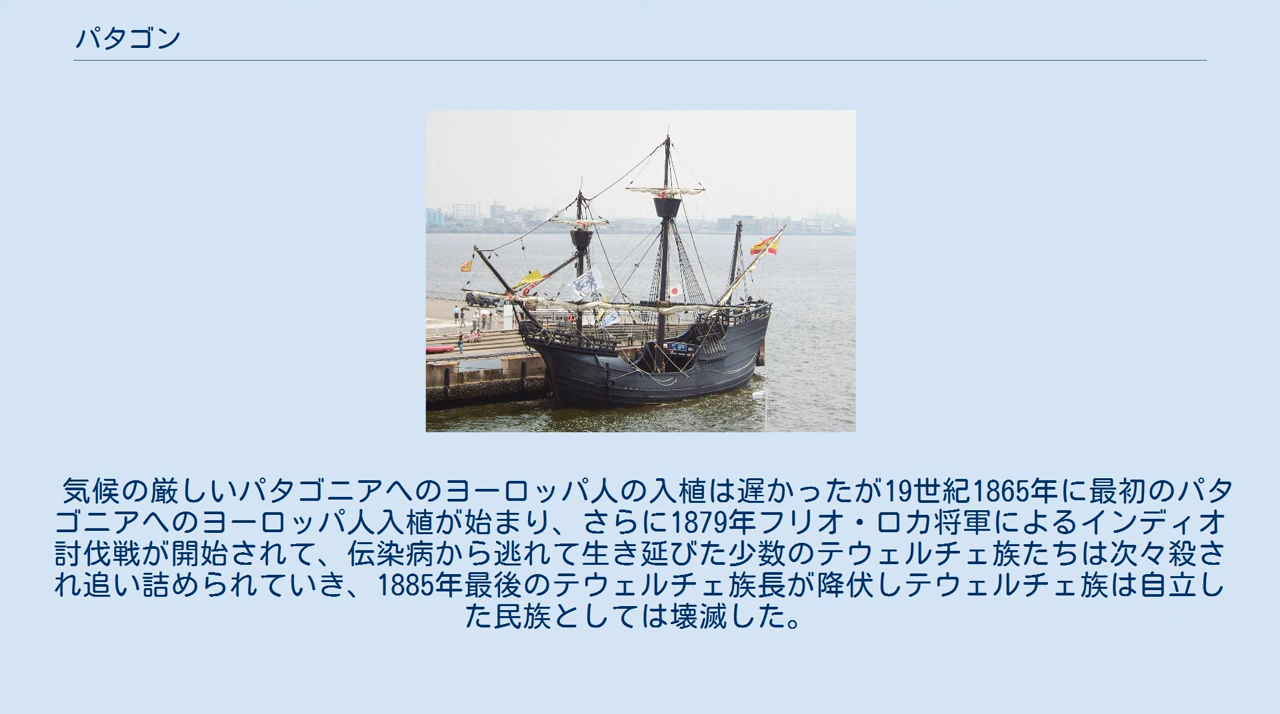 パタゴン
気候の厳しいパタゴニアへのヨーロッパ人の入植は遅かったが19世紀1865年に最初のパタ
ゴニアへのヨーロッパ人入植が始まり、さらに1879年フリオ・ロカ将軍によるインディオ
討伐戦が開始されて、伝染病から逃れて生き延びた少数のテウェルチェ族たちは次々殺さ
れ追い詰められていき、1885年最後のテウェルチェ族長が降伏しテウェルチェ族は自立し
た民族としては壊滅した。